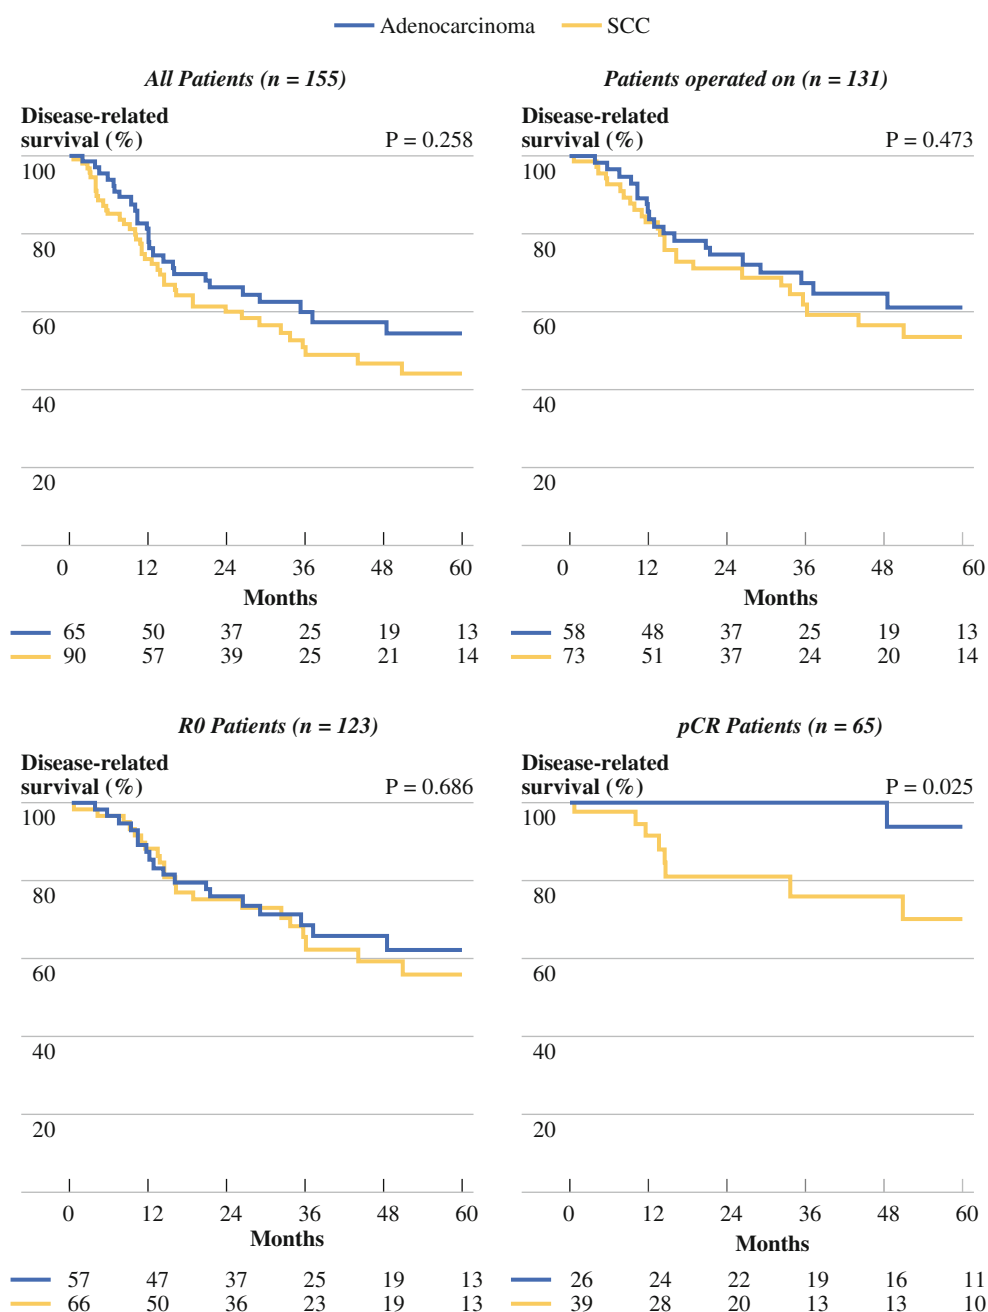 Adenocarcinoma SCC
All Patients (n = 155)
Disease-related
survival (%) P = 0.258
100
80
60
40
20
0 12 24 36 48 60
Months
65 50 37 25 19 13
90 57 39 25 21 14
Patients operated on (n = 131)
Disease-related
survival (%) P = 0.473
100
80
60
40
20
0 12 24 36 48 60
Months
58 48 37 25 19 13
73 51 37 24 20 14
R0 Patients (n = 123)
Disease-related
survival (%) P = 0.686
100
80
60
40
20
0 12 24 36 48 60
Months
57 47 37 25 19 13
66 50 36 23 19 13
pCR Patients (n = 65)
Disease-related
survival (%) P = 0.025
100
80
60
40
20
0 12 24 36 48 60
Months
26 24 22 19 16 11
39 28 20 13 13 10